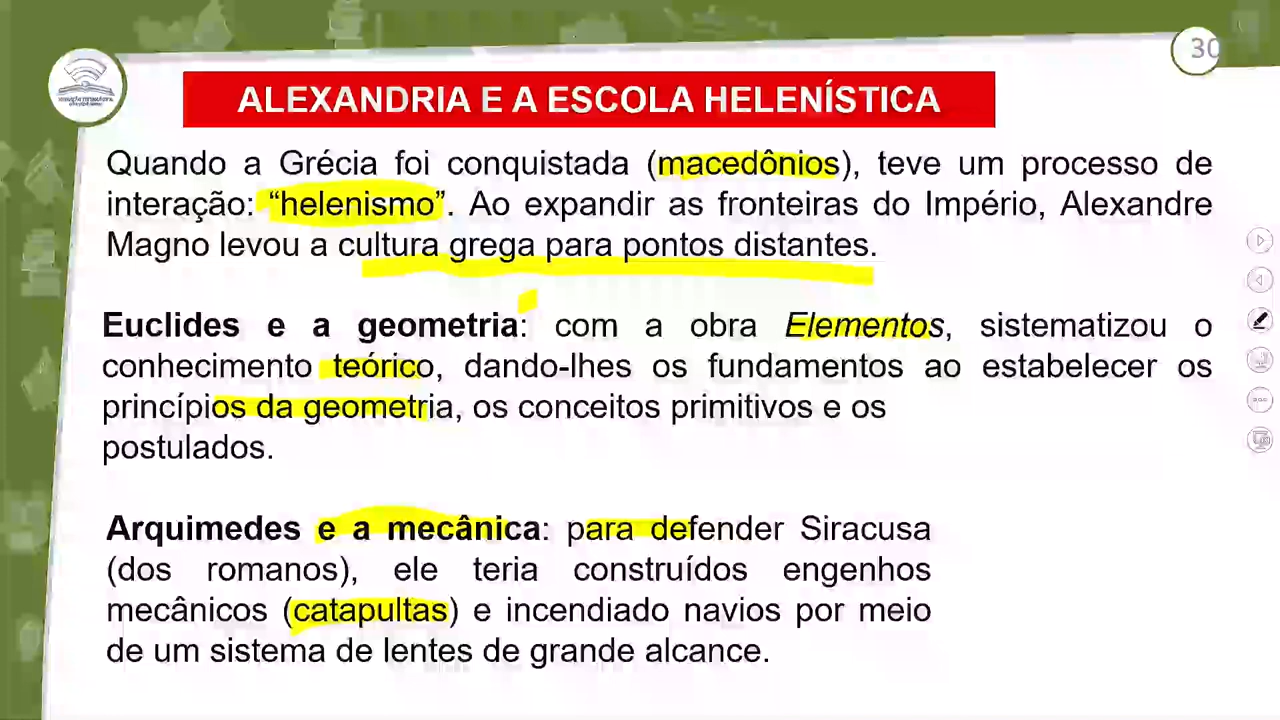 30
ALEXANDRIA E A ESCOLA HELENÍSTICA
Quando a Grécia foi conquistada (macedônios), teve um processo de
interação: “helenismo”. Ao expandir as fronteiras do Império, Alexandre
Magno levou a cultura grega para pontos distantes.
Euclides e a geometria: com a obra Elementos, sistematizou o
conhecimento teórico, dando-lhes os fundamentos ao estabelecer os
princípios da geometria, os conceitos primitivos e os
postulados.
Arquimedes e a mecânica: para defender Siracusa
(dos romanos), ele teria construídos engenhos
mecânicos (catapultas) e incendiado navios por meio
de um sistema de lentes de grande alcance.